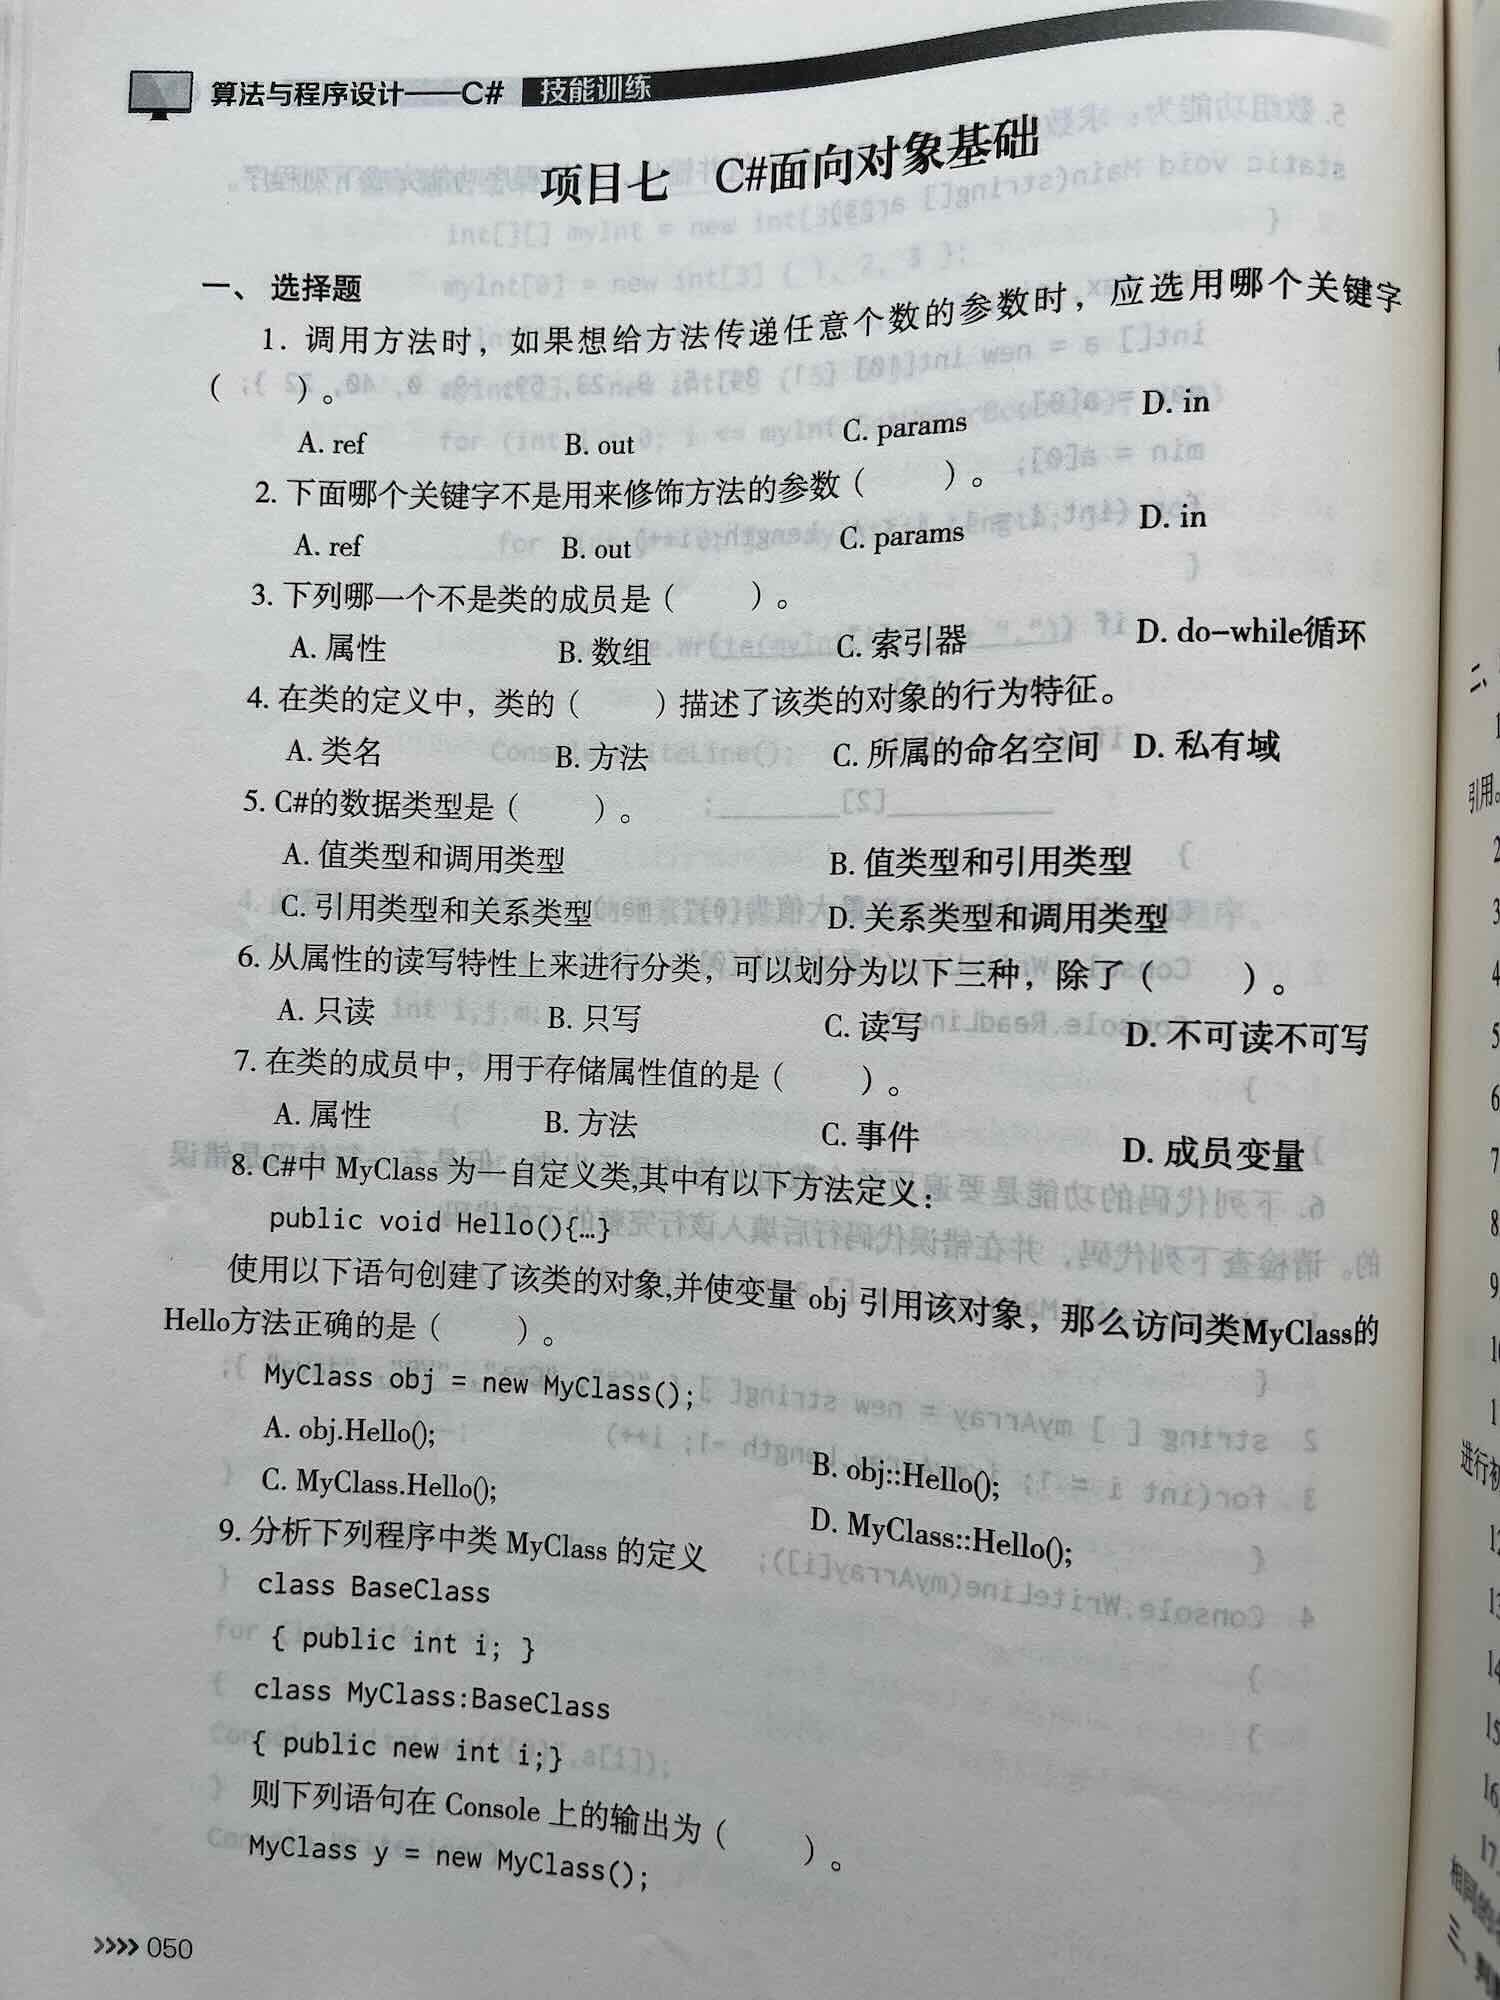 算法与程序设计——C# 技能训练
项目七 C#面向对象基础
一、 选择题
1. 调用方法时，如果想给方法传递任意个数的参数时，应选用哪个关键字
（ ）。
A. ref B. out C. params D. in
2. 下面哪个关键字不是用来修饰方法的参数（ ）。
A. ref B. out C. params D. in
3. 下列哪一个不是类的成员是（ ）。
A. 属性 B. 数组 C. 索引器 D. do-while循环
4. 在类的定义中，类的（ ）描述了该类的对象的行为特征。
A. 类名 B. 方法 C. 所属的命名空间 D. 私有域
5. C#的数据类型是（ ）。
A. 值类型和调用类型 B. 值类型和引用类型
C. 引用类型和关系类型 D. 关系类型和调用类型
6. 从属性的读写特性上来进行分类，可以划分为以下三种，除了（ ）。
A. 只读 B. 只写 C. 读写 D. 不可读不可写
7. 在类的成员中，用于存储属性值的是（ ）。
A. 属性 B. 方法 C. 事件 D. 成员变量
8. C#中 MyClass 为一自定义类,其中有以下方法定义：
public void Hello(){…}
使用以下语句创建了该类的对象,并使变量 obj 引用该对象，那么访问类MyClass的
Hello方法正确的是（ ）。
MyClass obj = new MyClass();
A. obj.Hello(); B. obj::Hello();
C. MyClass.Hello(); D. MyClass::Hello();
9. 分析下列程序中类 MyClass 的定义
class BaseClass
{ public int i; }
class MyClass:BaseClass
{ public new int i;}
则下列语句在 Console 上的输出为（ ）。
MyClass y = new MyClass();
>>>> 050